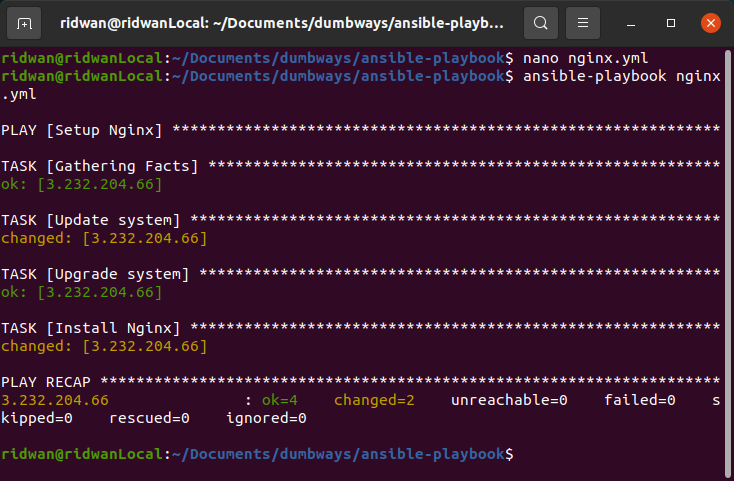 ridwan@ridwanLocal: ~/Documents/dumbways/ansible-playb...
ridwan@ridwanLocal:~/Documents/dumbways/ansible-playbook$ nano nginx.yml
ridwan@ridwanLocal:~/Documents/dumbways/ansible-playbook$ ansible-playbook nginx
.yml
PLAY [Setup Nginx] *************************************************************
TASK [Gathering Facts] *********************************************************
ok: [3.232.204.66]
TASK [Update system] ***********************************************************
changed: [3.232.204.66]
TASK [Upgrade system] **********************************************************
ok: [3.232.204.66]
TASK [Install Nginx] ***********************************************************
changed: [3.232.204.66]
PLAY RECAP *********************************************************************
3.232.204.66               : ok=4    changed=2    unreachable=0    failed=0    s
kipped=0    rescued=0    ignored=0
ridwan@ridwanLocal:~/Documents/dumbways/ansible-playbook$